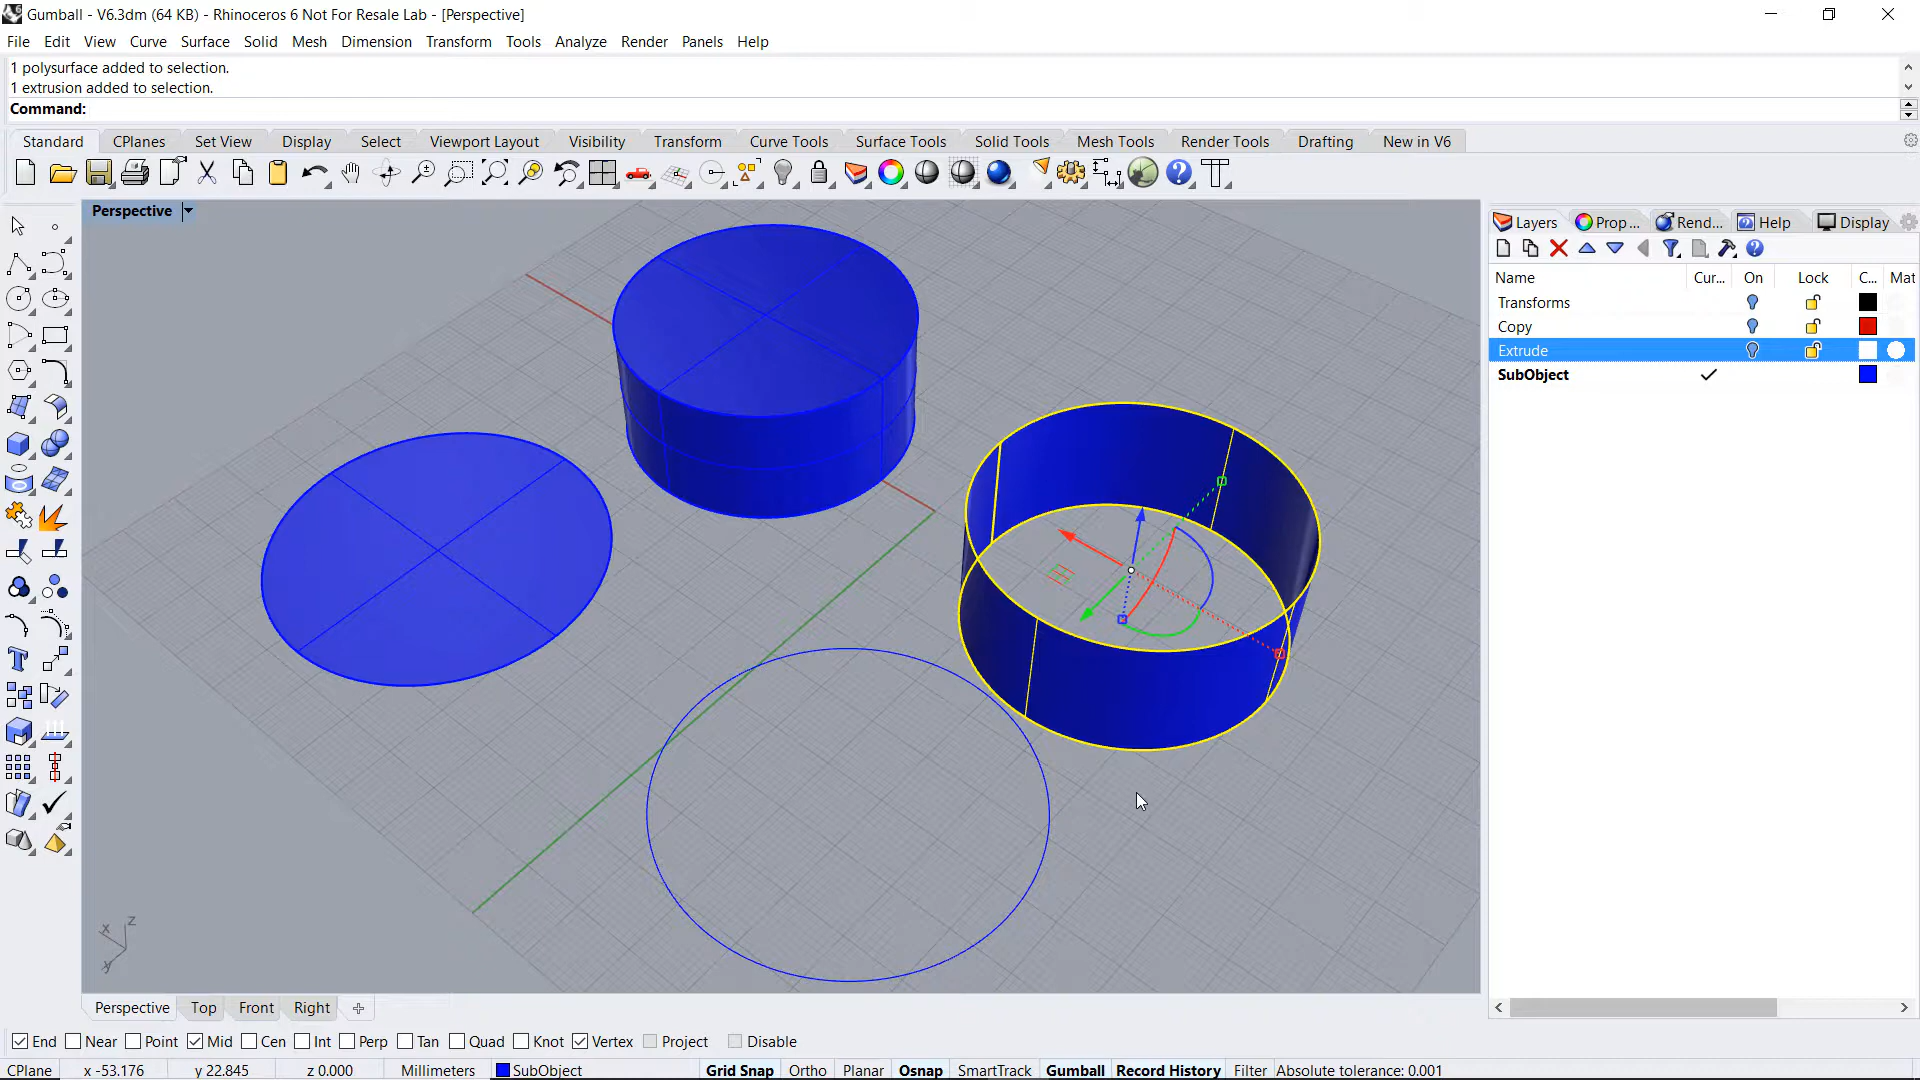 Gumball - V6.3dm (64 KB) - Rhinoceros 6 Not For Resale Lab - [Perspective]
File Edit View Curve Surface Solid Mesh Dimension Transform Tools Analyze Render Panels Help
1 polysurface added to selection.
1 extrusion added to selection.
Command:
Standard CPlanes Set View Display Select Viewport Layout Visibility Transform Curve Tools Surface Tools Solid Tools Mesh Tools Render Tools Drafting New in V6
Perspective
Layers Prop ... Rend... Help Display
Name Cur... On Lock C... Mat
Transforms
Copy
Extrude
SubObject
z
x
y
Perspective Top Front Right
End Near Point Mid Cen Int Perp Tan Quad Knot Vertex Project Disable
CPlane x -53.176 y 22.845 z 0.000 Millimeters SubObject Grid Snap Ortho Planar Osnap SmartTrack Gumball Record History Filter Absolute tolerance: 0.001